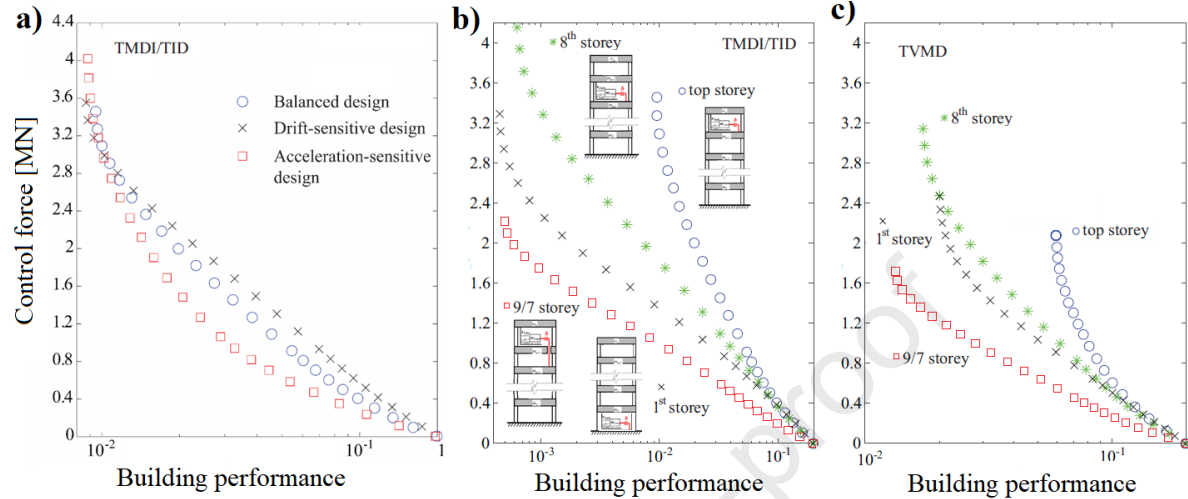 a)
4.4
4
3.6
3.2
2.8
2.4
2
1.6
1.2
0.8
0.4
0
Control force [MN]
TMDI/TID
Balanced design
Drift-sensitive design
Acceleration-sensitive
design
10⁻²
10⁻¹
1
Building performance
b)
4
3.6
3.2
2.8
2.4
2
1.6
1.2
0.8
0.4
0
TMDI/TID
8th storey
top storey
9/7 storey
1st storey
10⁻³
10⁻²
10⁻¹
Building performance
c)
4
3.6
3.2
2.8
2.4
2
1.6
1.2
0.8
0.4
0
TVMD
8th storey
1st storey
top storey
9/7 storey
10⁻²
10⁻¹
Building performance
proof